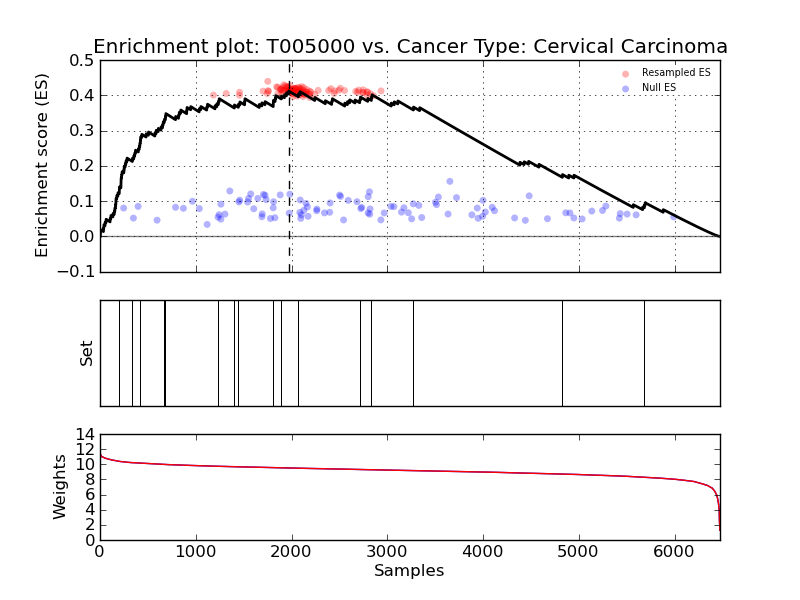 Enrichment plot: T005000 vs. Cancer Type: Cervical Carcinoma
Enrichment score (ES)
0.5
0.4
0.3
0.2
0.1
0.0
−0.1
Resampled ES
Null ES
Set
Weights
14
12
10
8
6
4
2
0
0 1000 2000 3000 4000 5000 6000
Samples